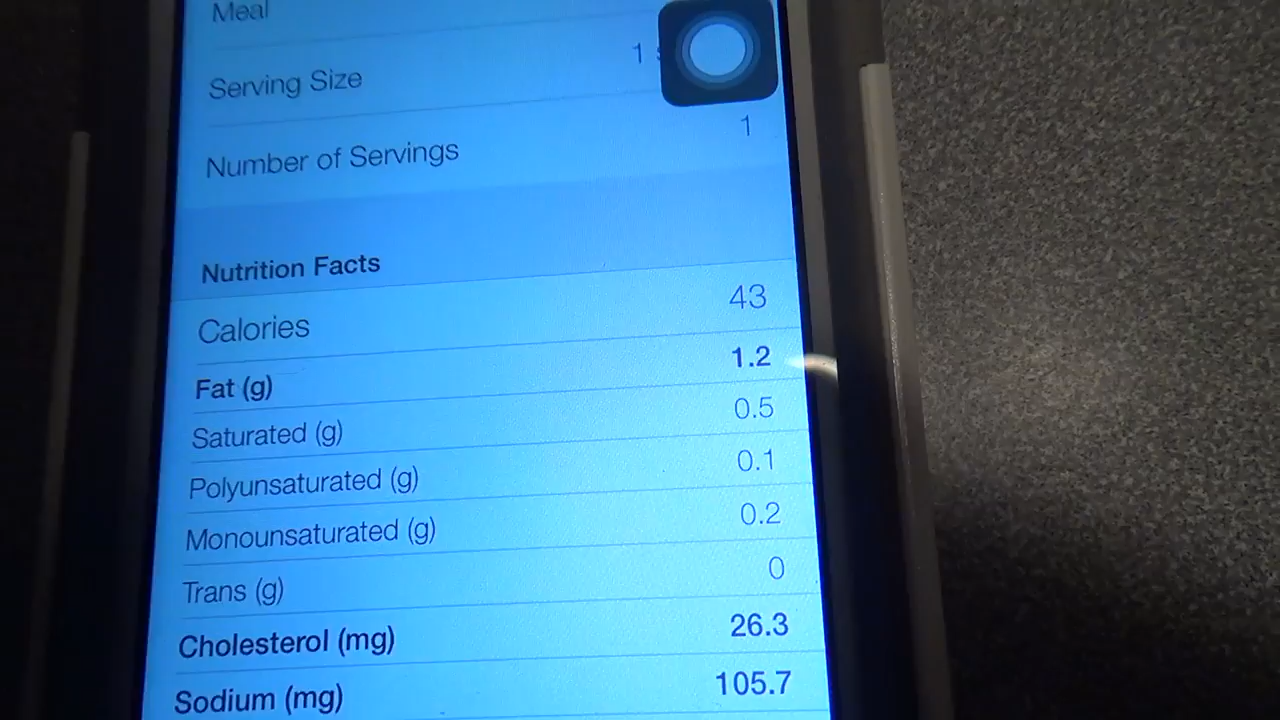 Meal
Serving Size 1
Number of Servings 1
Nutrition Facts
Calories 43
Fat (g) 1.2
Saturated (g) 0.5
Polyunsaturated (g) 0.1
Monounsaturated (g) 0.2
Trans (g) 0
Cholesterol (mg) 26.3
Sodium (mg) 105.7